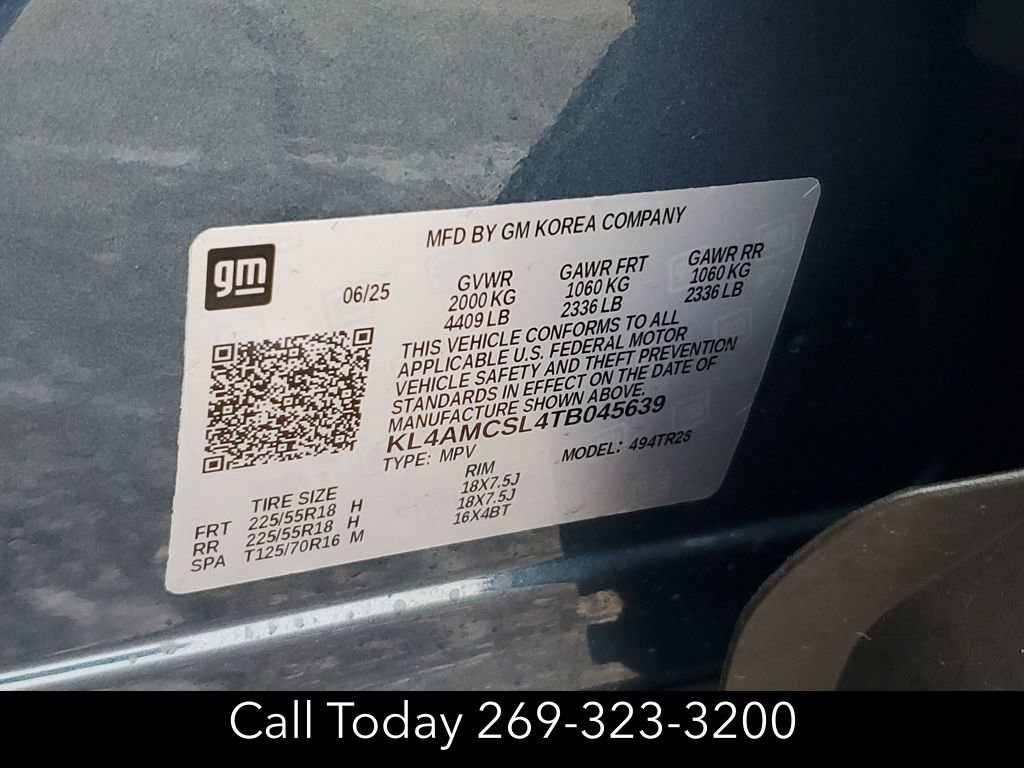 MFD BY GM KOREA COMPANY
gm
06/25
GVWR GAWR FRT GAWR RR
2000 KG 1060 KG 1060 KG
4409 LB 2336 LB 2336 LB
THIS VEHICLE CONFORMS TO ALL
APPLICABLE U.S. FEDERAL MOTOR
VEHICLE SAFETY AND THEFT PREVENTION
STANDARDS IN EFFECT ON THE DATE OF
MANUFACTURE SHOWN ABOVE.
KL4AMCSL4TB045639
TYPE: MPV MODEL: 494TR25
TIRE SIZE RIM
FRT 225/55R18 H 18X7.5J
RR 225/55R18 H 18X7.5J
SPA T125/70R16 M 16X4BT
Call Today 269-323-3200